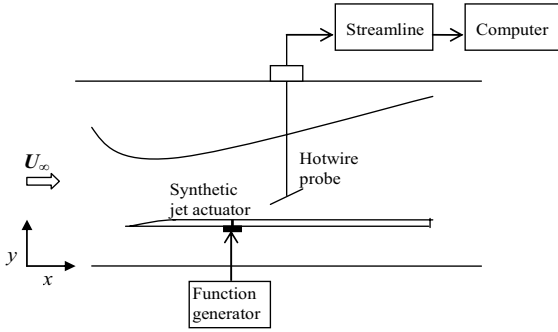 Streamline
Computer
Hotwire
probe
U∞
Synthetic
jet actuator
y
x
Function
generator